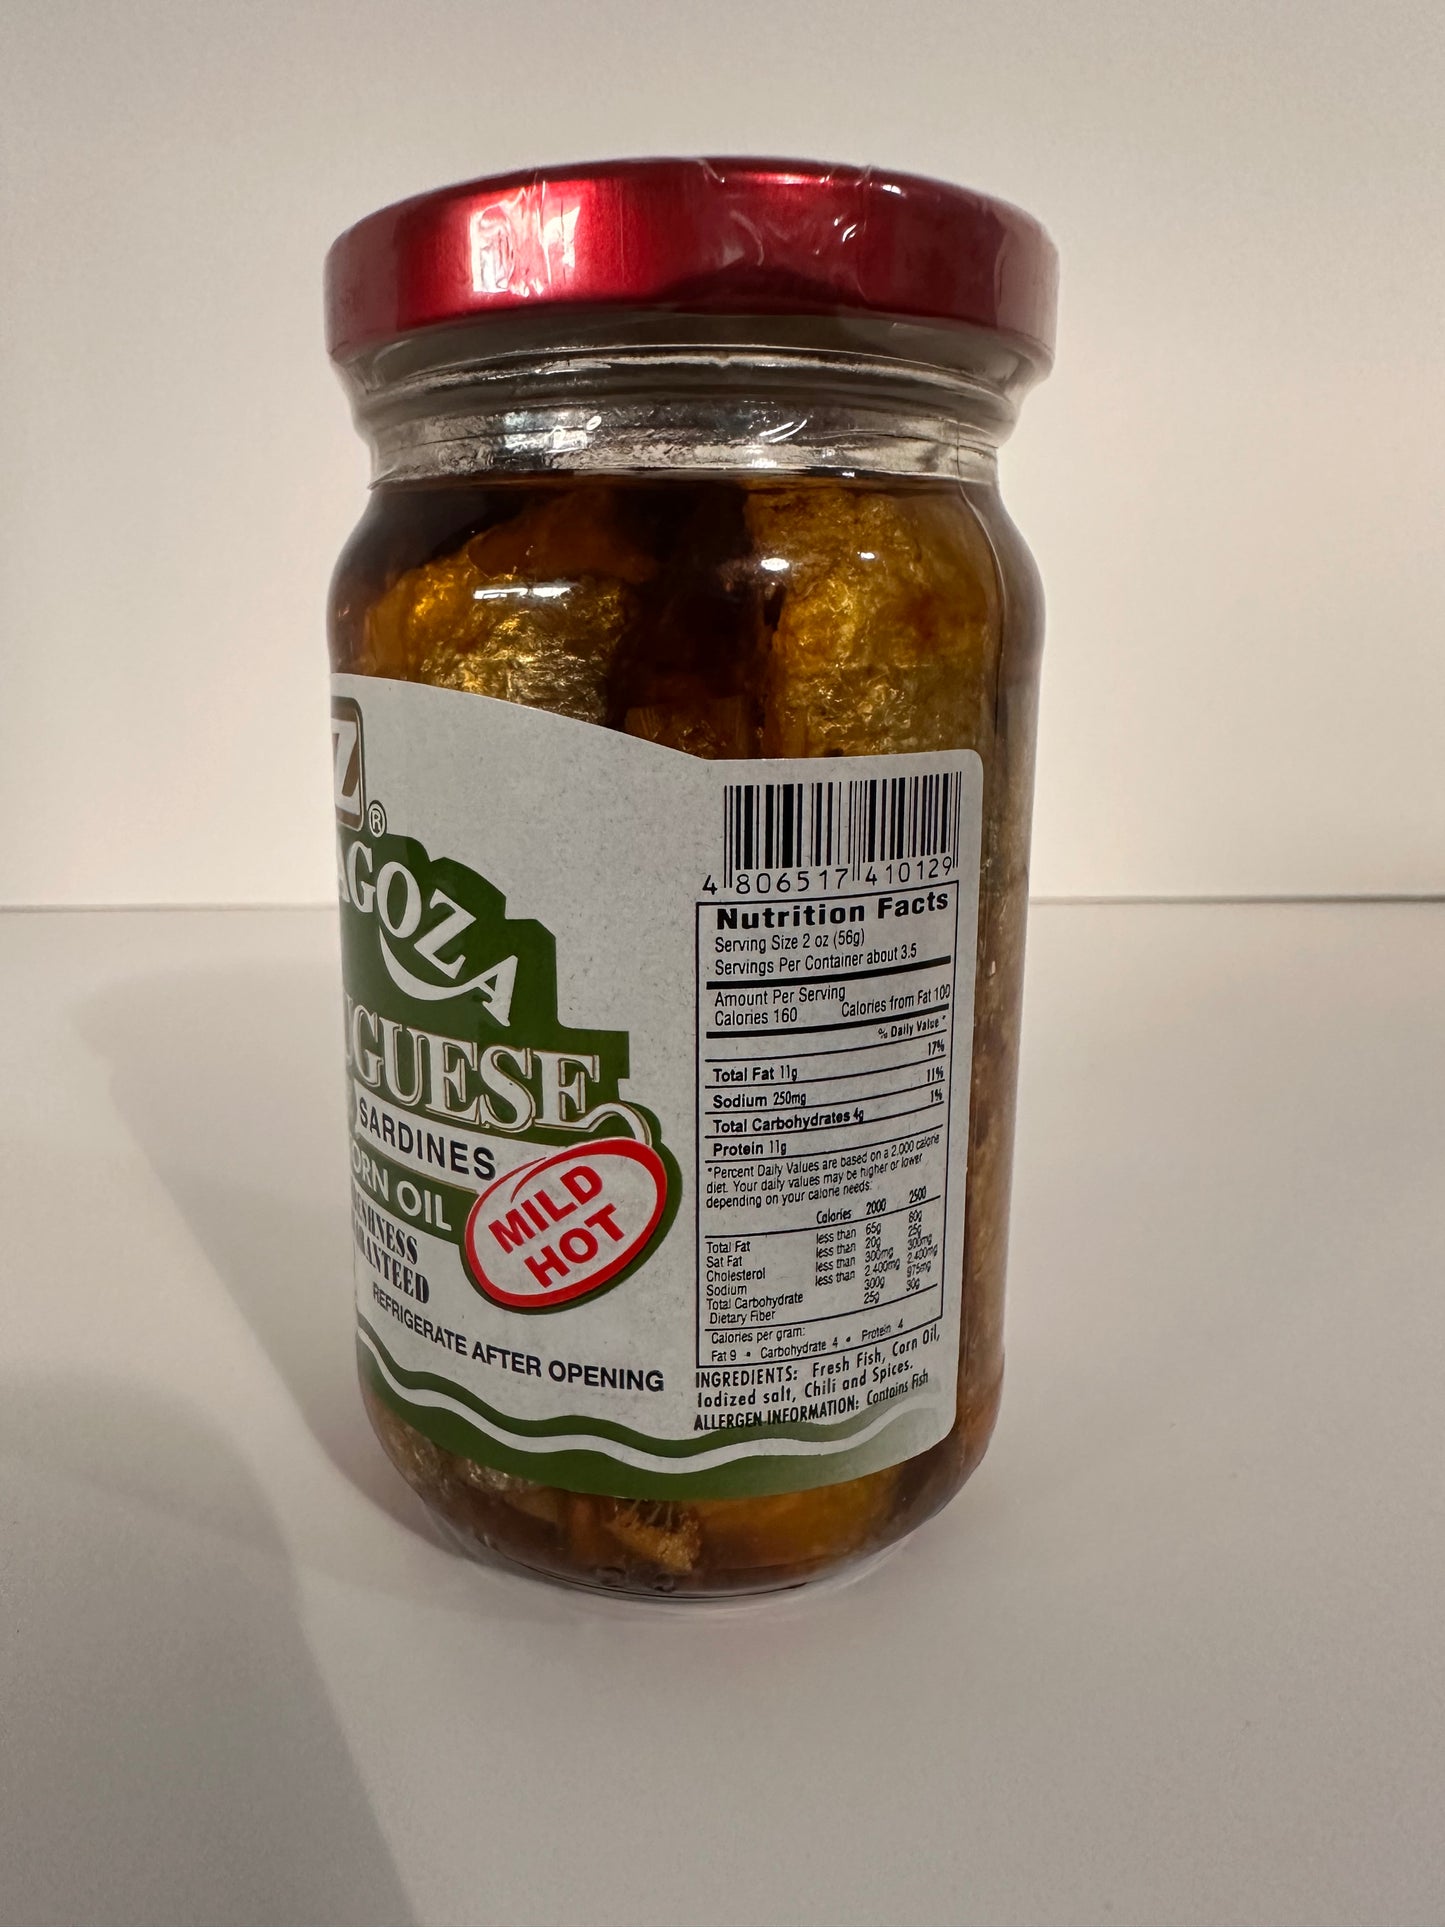 Z®
AGOZA
UGUESE
SARDINES
ORN OIL
MILD
HOT
SHNESS
RANTEED
REFRIGERATE AFTER OPENING
4 806517 410129
Nutrition Facts
Serving Size 2 oz (56g)
Servings Per Container about 3.5
Amount Per Serving
Calories 160 Calories from Fat 100
% Daily Value*
Total Fat 11g 17%
Sodium 250mg 11%
Total Carbohydrates 4g 1%
Protein 11g
*Percent Daily Values are based on a 2,000 calorie
diet. Your daily values may be higher or lower
depending on your calorie needs:
Calories 2000 2500
Total Fat less than 65g 80g
Sat Fat less than 20g 25g
Cholesterol less than 300mg 300mg
Sodium less than 2 400mg 2 400mg
Total Carbohydrate 300g 375mg
Dietary Fiber 25g 30g
Calories per gram:
Fat 9 • Carbohydrate 4 • Protein 4
INGREDIENTS: Fresh Fish, Corn Oil,
Iodized salt, Chili and Spices.
ALLERGEN INFORMATION: Contains Fish